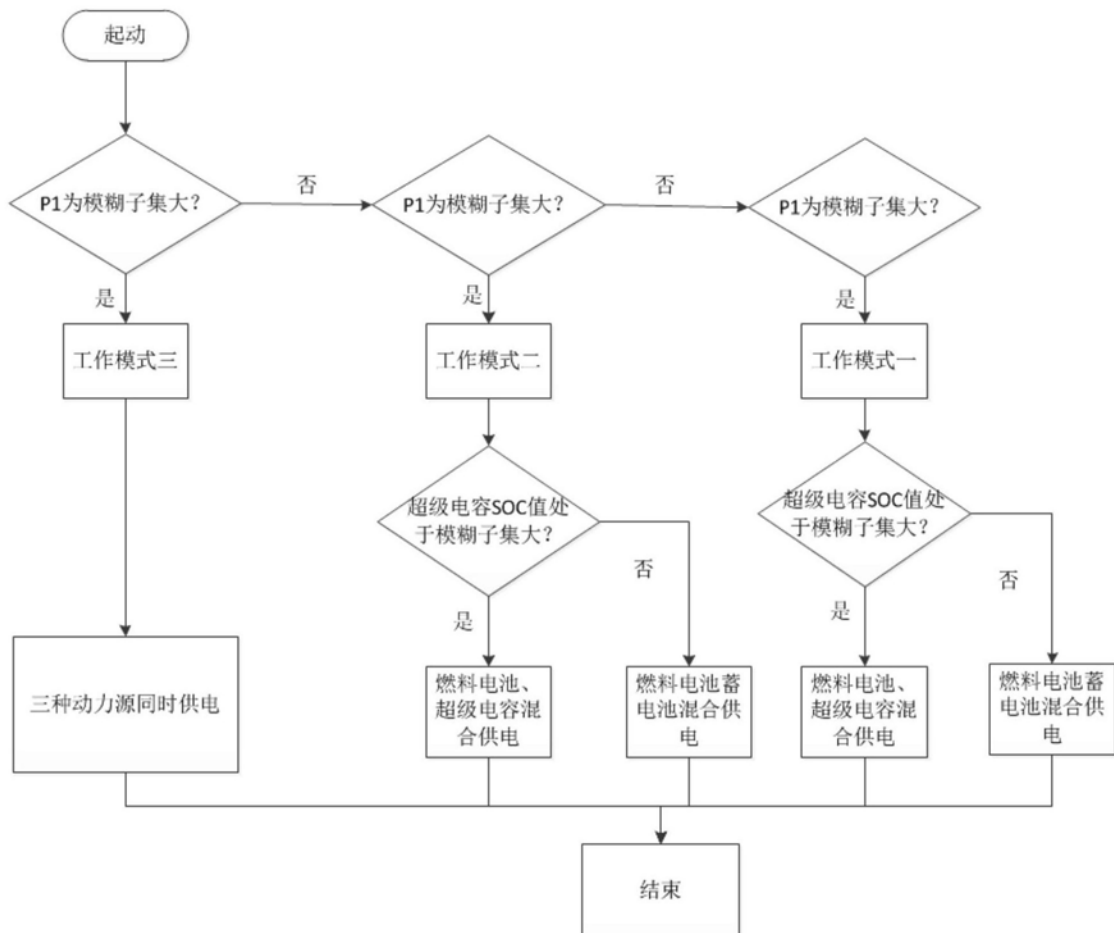 起动
P1为模糊子集大?
否
P1为模糊子集大?
否
P1为模糊子集大?
是
是
是
工作模式三
工作模式二
工作模式一
超级电容SOC值处
于模糊子集大?
超级电容SOC值处
于模糊子集大?
否
否
是
是
三种动力源同时供电
燃料电池、
超级电容混
合供电
燃料电池蓄
电池混合供
电
燃料电池、
超级电容混
合供电
燃料电池蓄
电池混合供
电
结束